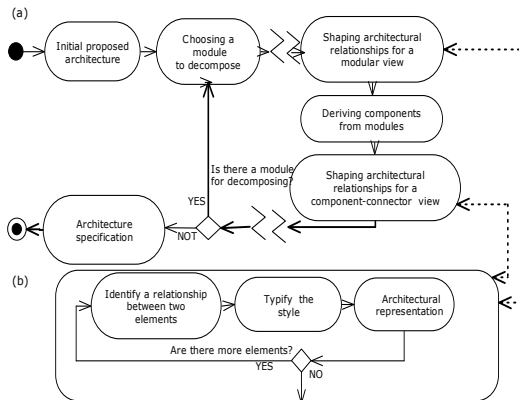 (a)
Initial proposed
architecture
Choosing a
module
to decompose
Shaping architectural
relationships for a
modular view
Deriving components
from modules
Shaping architectural
relationships for a
component-connector view
Is there a module
for decomposing?
YES
NOT
Architecture
specification
(b)
Identify a relationship
between two
elements
Typify the
style
Architectural
representation
Are there more elements?
YES
NO